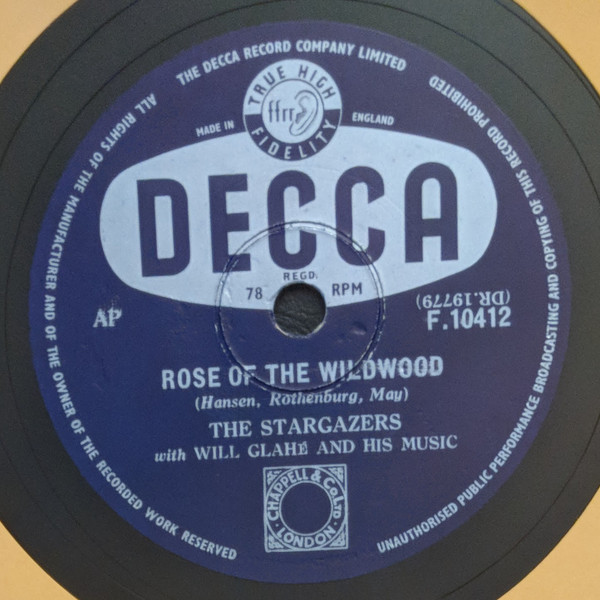 THE DECCA RECORD COMPANY LIMITED
ALL RIGHTS OF THE MANUFACTURER AND OF THE OWNER OF THE RECORDED WORK RESERVED
UNAUTHORISED PUBLIC PERFORMANCE BROADCASTING AND COPYING OF THIS RECORD PROHIBITED
TRUE HIGH
ffrr
FIDELITY
MADE IN ENGLAND
DECCA
REGD.
78 RPM
(DR.19779)
AP F.10412
ROSE OF THE WILDWOOD
(Hansen, Rothenburg, May)
THE STARGAZERS
with WILL GLAHÉ AND HIS MUSIC
CHAPPELL & CO. LTD
LONDON